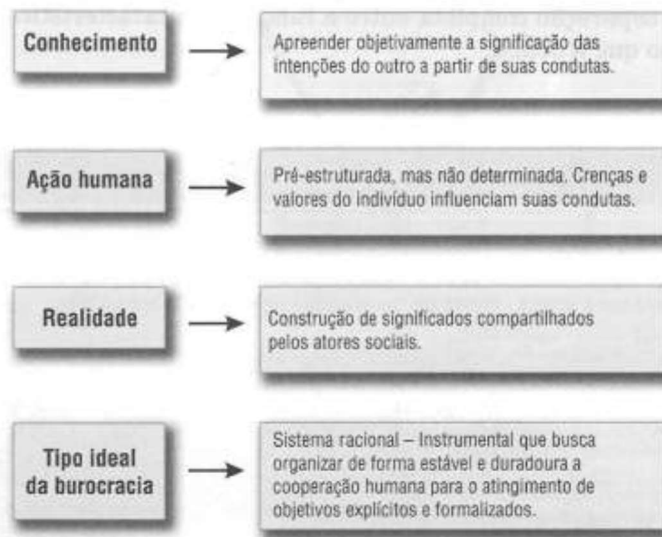 Conhecimento
Apreender objetivamente a significação das
intenções do outro a partir de suas condutas.
Ação humana
Pré-estruturada, mas não determinada. Crenças e
valores do indivíduo influenciam suas condutas.
Realidade
Construção de significados compartilhados
pelos atores sociais.
Tipo ideal
da burocracia
Sistema racional – Instrumental que busca
organizar de forma estável e duradoura a
cooperação humana para o atingimento de
objetivos explícitos e formalizados.